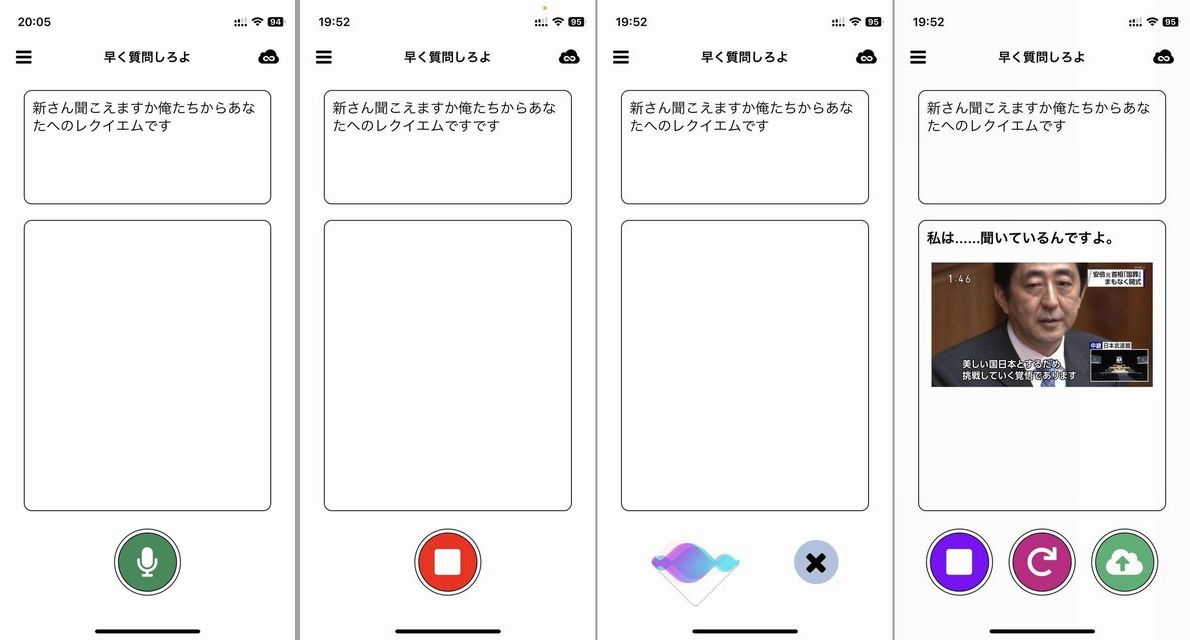 20:05
94
早く質問しろよ
新さん聞こえますか俺たちからあな
たへのレクイエムです
19:52
95
早く質問しろよ
新さん聞こえますか俺たちからあな
たへのレクイエムですです
19:52
95
早く質問しろよ
新さん聞こえますか俺たちからあな
たへのレクイエムです
19:52
95
早く質問しろよ
新さん聞こえますか俺たちからあな
たへのレクイエムです
私は……聞いているんですよ。
1:46
安倍元首相「国葬」
まもなく開式
中継 日本武道館
美しい国日本とするため
挑戦していく覚悟であります